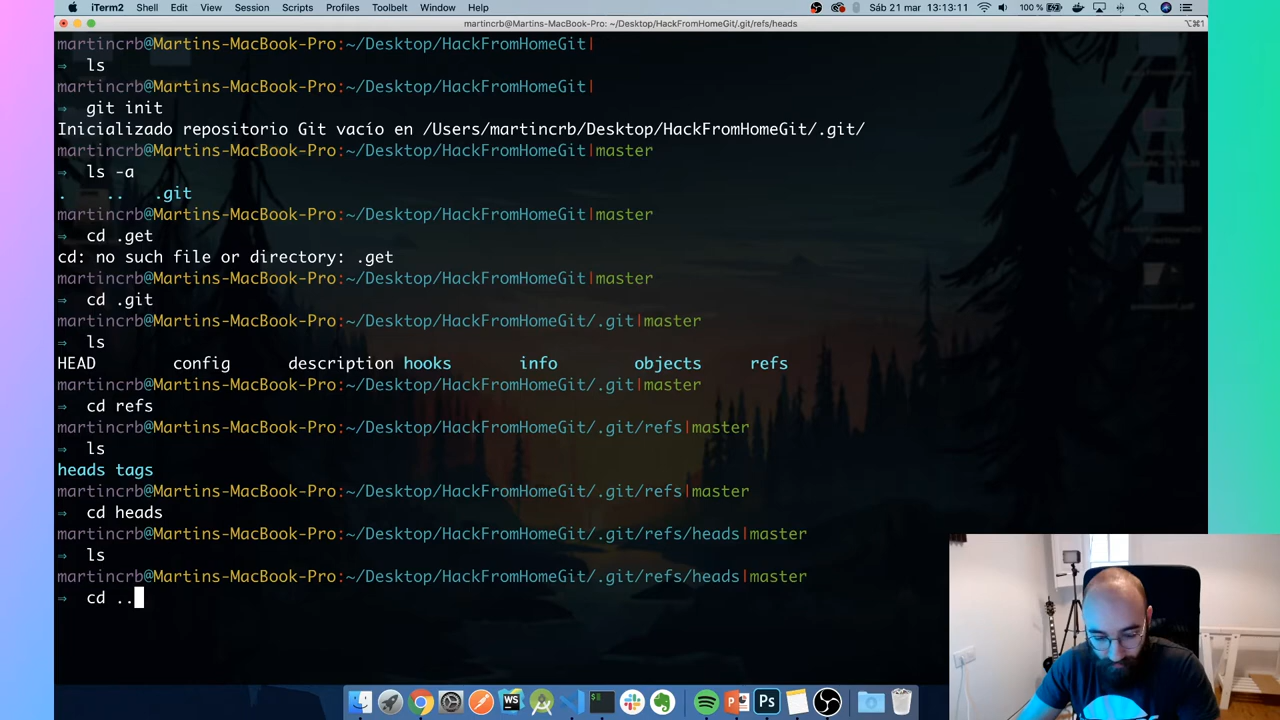 iTerm2 Shell Edit View Session Scripts Profiles Toolbelt Window Help 100 % Sáb 21 mar 13:13:11
martincrb@Martins-MacBook-Pro: ~/Desktop/HackFromHomeGit/.git/refs/heads ⌥⌘1
martincrb@Martins-MacBook-Pro:~/Desktop/HackFromHomeGit|
⇒ ls
martincrb@Martins-MacBook-Pro:~/Desktop/HackFromHomeGit|
⇒ git init
Inicializado repositorio Git vacío en /Users/martincrb/Desktop/HackFromHomeGit/.git/
martincrb@Martins-MacBook-Pro:~/Desktop/HackFromHomeGit|master
⇒ ls -a
. .. .git
martincrb@Martins-MacBook-Pro:~/Desktop/HackFromHomeGit|master
⇒ cd .get
cd: no such file or directory: .get
martincrb@Martins-MacBook-Pro:~/Desktop/HackFromHomeGit|master
⇒ cd .git
martincrb@Martins-MacBook-Pro:~/Desktop/HackFromHomeGit/.git|master
⇒ ls
HEAD config description hooks info objects refs
martincrb@Martins-MacBook-Pro:~/Desktop/HackFromHomeGit/.git|master
⇒ cd refs
martincrb@Martins-MacBook-Pro:~/Desktop/HackFromHomeGit/.git/refs|master
⇒ ls
heads tags
martincrb@Martins-MacBook-Pro:~/Desktop/HackFromHomeGit/.git/refs|master
⇒ cd heads
martincrb@Martins-MacBook-Pro:~/Desktop/HackFromHomeGit/.git/refs/heads|master
⇒ ls
martincrb@Martins-MacBook-Pro:~/Desktop/HackFromHomeGit/.git/refs/heads|master
⇒ cd ..
WS
Ps